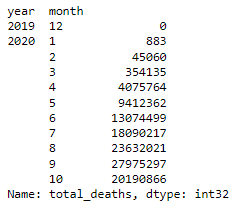 year  month
2019  12              0
2020  1             883
      2           45060
      3          354135
      4         4075764
      5         9412362
      6        13074499
      7        18090217
      8        23632021
      9        27975297
      10       20190866
Name: total_deaths, dtype: int32